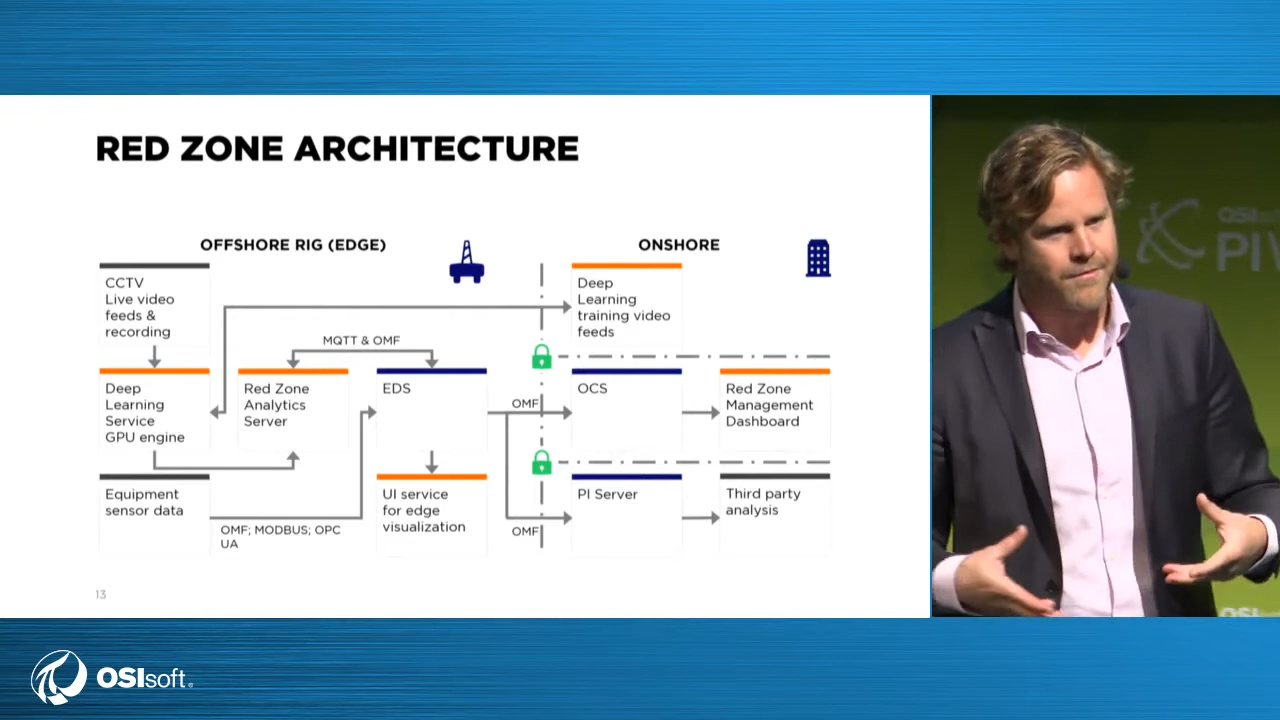 RED ZONE ARCHITECTURE
OFFSHORE RIG (EDGE)
ONSHORE
CCTV
Live video
feeds &
recording
Deep
Learning
training video
feeds
MQTT & OMF
Deep
Learning
Service
GPU engine
Red Zone
Analytics
Server
EDS
OMF
OCS
Red Zone
Management
Dashboard
Equipment
sensor data
OMF; MODBUS; OPC
UA
UI service
for edge
visualization
OMF
PI Server
Third party
analysis
13
OSIsoft
PI
OSIsoft.